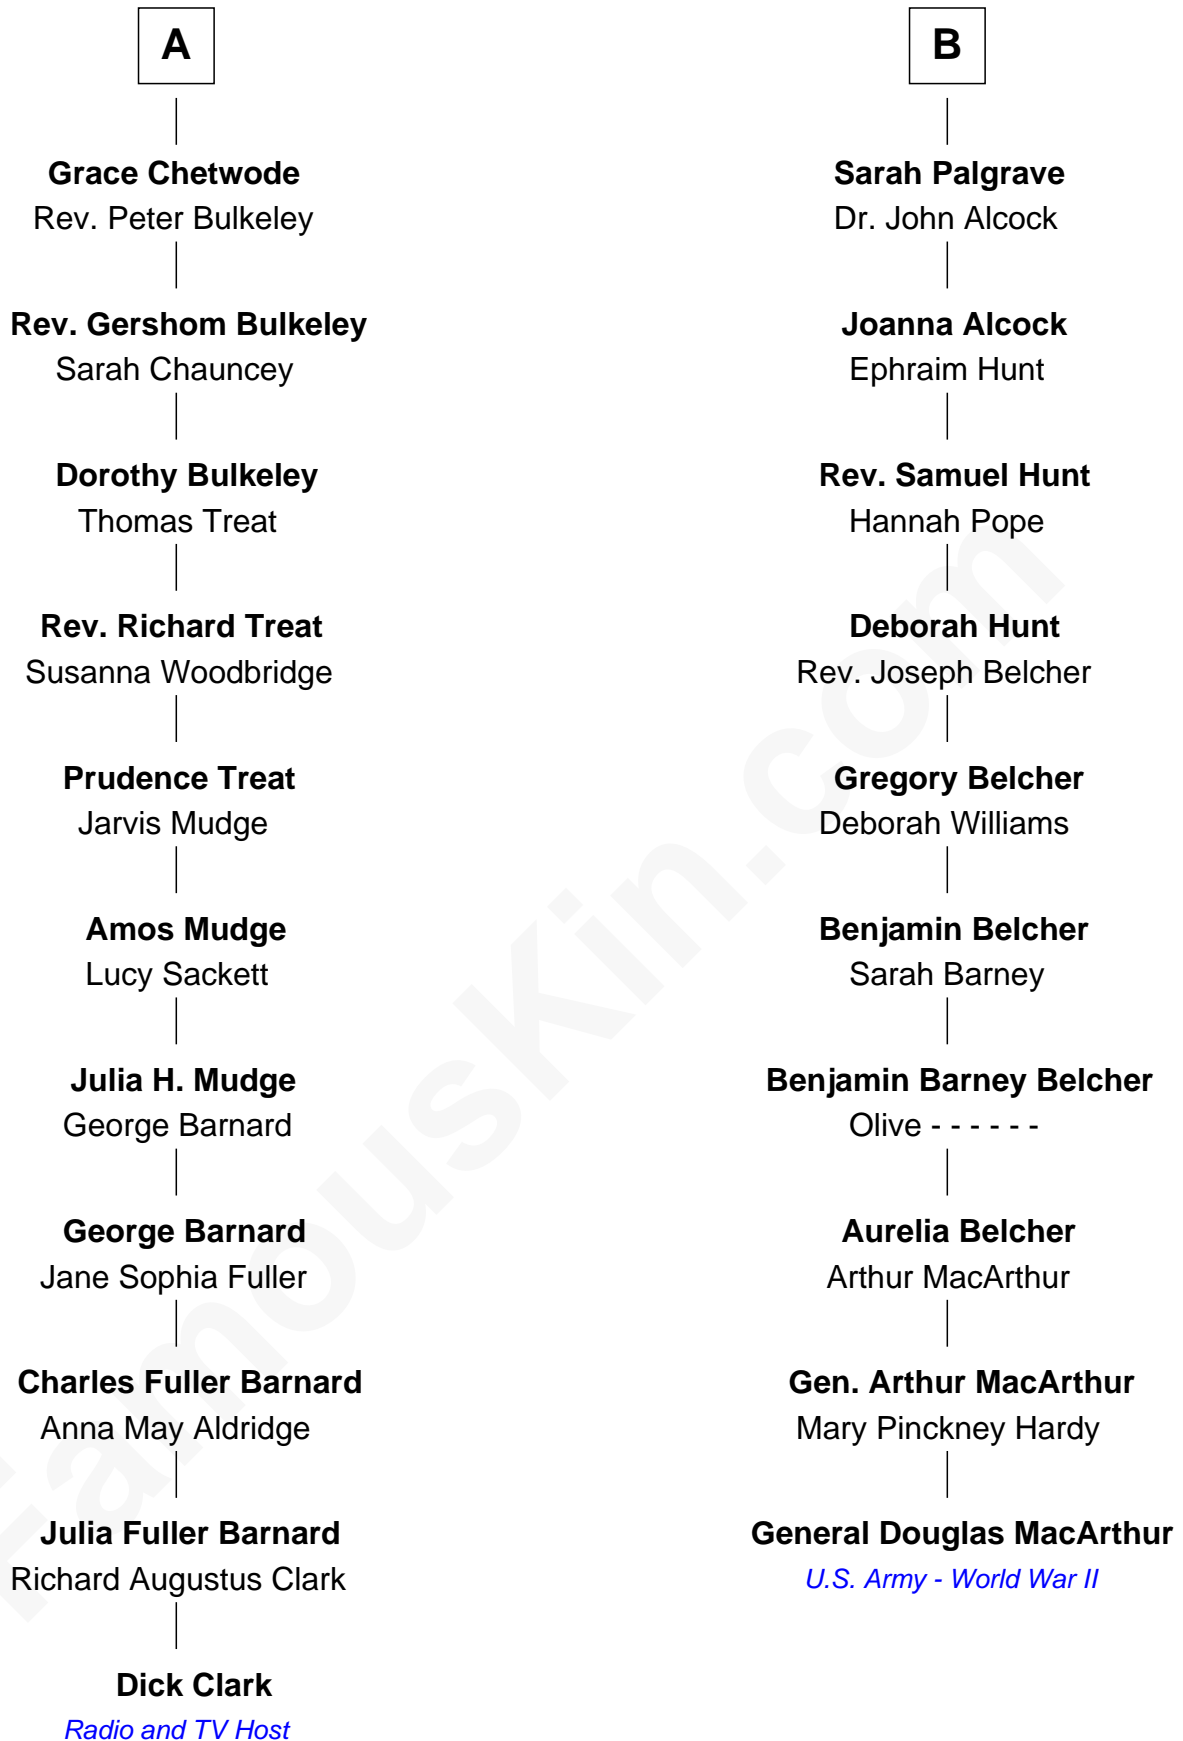 A
Grace Chetwode
Rev. Peter Bulkeley
Rev. Gershom Bulkeley
Sarah Chauncey
Dorothy Bulkeley
Thomas Treat
Rev. Richard Treat
Susanna Woodbridge
Prudence Treat
Jarvis Mudge
Amos Mudge
Lucy Sackett
Julia H. Mudge
George Barnard
George Barnard
Jane Sophia Fuller
Charles Fuller Barnard
Anna May Aldridge
Julia Fuller Barnard
Richard Augustus Clark
Dick Clark
Radio and TV Host
B
Sarah Palgrave
Dr. John Alcock
Joanna Alcock
Ephraim Hunt
Rev. Samuel Hunt
Hannah Pope
Deborah Hunt
Rev. Joseph Belcher
Gregory Belcher
Deborah Williams
Benjamin Belcher
Sarah Barney
Benjamin Barney Belcher
Olive - - - - - -
Aurelia Belcher
Arthur MacArthur
Gen. Arthur MacArthur
Mary Pinckney Hardy
General Douglas MacArthur
U.S. Army - World War II
FamousKin.com